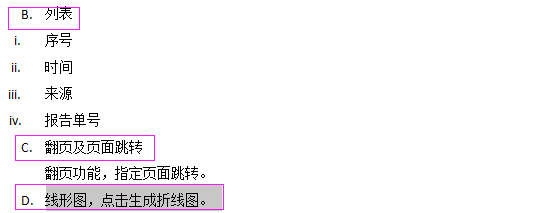 B. 列表
i. 序号
ii. 时间
iii. 来源
iv. 报告单号
C. 翻页及页面跳转
翻页功能，指定页面跳转。
D. 线形图，点击生成折线图。